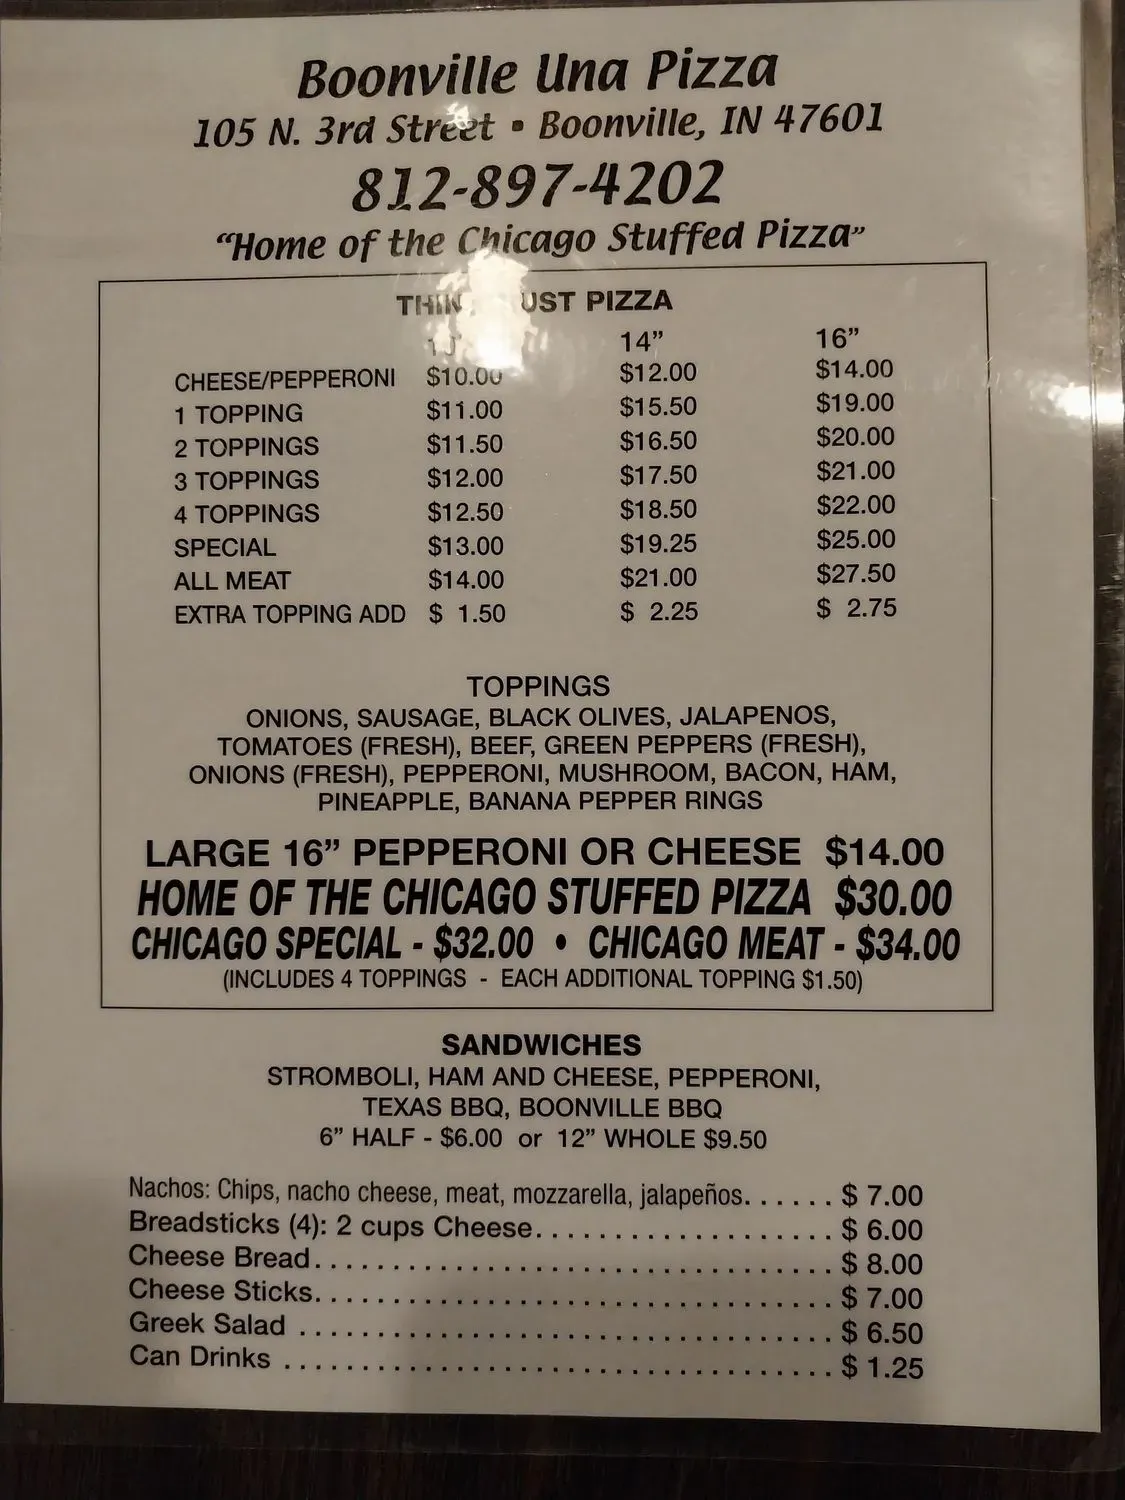 Boonville Una Pizza
105 N. 3rd Street • Boonville, IN 47601
812-897-4202
“Home of the Chicago Stuffed Pizza”
PIZZA
14” 16”
CHEESE/PEPPERONI $10.00 $12.00 $14.00
1 TOPPING $11.00 $15.50 $19.00
2 TOPPINGS $11.50 $16.50 $20.00
3 TOPPINGS $12.00 $17.50 $21.00
4 TOPPINGS $12.50 $18.50 $22.00
SPECIAL $13.00 $19.25 $25.00
ALL MEAT $14.00 $21.00 $27.50
EXTRA TOPPING ADD $ 1.50 $ 2.25 $ 2.75
TOPPINGS
ONIONS, SAUSAGE, BLACK OLIVES, JALAPENOS,
TOMATOES (FRESH), BEEF, GREEN PEPPERS (FRESH),
ONIONS (FRESH), PEPPERONI, MUSHROOM, BACON, HAM,
PINEAPPLE, BANANA PEPPER RINGS
LARGE 16” PEPPERONI OR CHEESE $14.00
HOME OF THE CHICAGO STUFFED PIZZA $30.00
CHICAGO SPECIAL - $32.00 • CHICAGO MEAT - $34.00
(INCLUDES 4 TOPPINGS - EACH ADDITIONAL TOPPING $1.50)
SANDWICHES
STROMBOLI, HAM AND CHEESE, PEPPERONI,
TEXAS BBQ, BOONVILLE BBQ
6” HALF - $6.00 or 12” WHOLE $9.50
Nachos: Chips, nacho cheese, meat, mozzarella, jalapeños. . . . . . $ 7.00
Breadsticks (4): 2 cups Cheese. . . . . . . . . . . . . . . . . . . $ 6.00
Cheese Bread. . . . . . . . . . . . . . . . . . . . . . . . . . . . . . . . . $ 8.00
Cheese Sticks. . . . . . . . . . . . . . . . . . . . . . . . . . . . . . . . . $ 7.00
Greek Salad . . . . . . . . . . . . . . . . . . . . . . . . . . . . . . . . . . $ 6.50
Can Drinks . . . . . . . . . . . . . . . . . . . . . . . . . . . . . . . . . . . $ 1.25